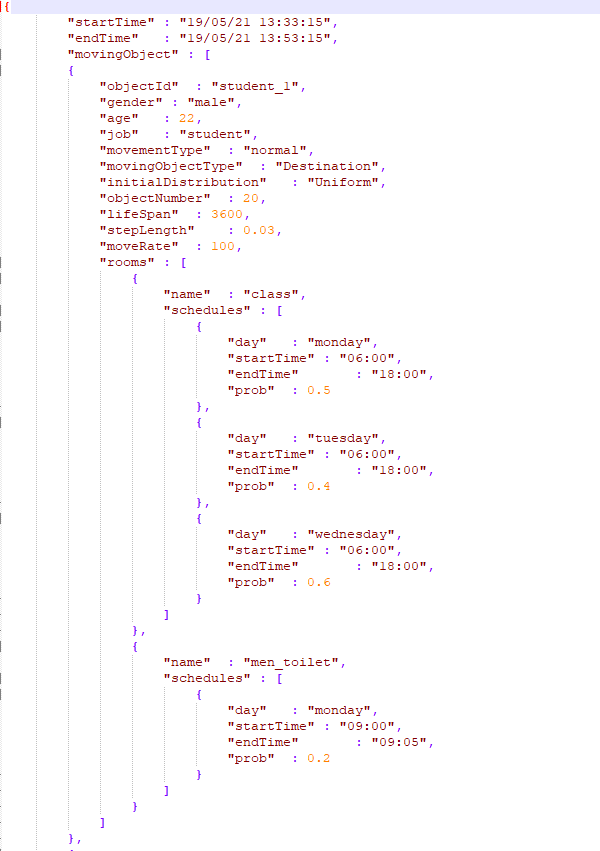 {
"startTime" : "19/05/21 13:33:15",
"endTime" : "19/05/21 13:53:15",
"movingObject" : [
{
"objectId" : "student_1",
"gender" : "male",
"age" : 22,
"job" : "student",
"movementType" : "normal",
"movingObjectType" : "Destination",
"initialDistribution" : "Uniform",
"objectNumber" : 20,
"lifeSpan" : 3600,
"stepLength" : 0.03,
"moveRate" : 100,
"rooms" : [
{
"name" : "class",
"schedules" : [
{
"day" : "monday",
"startTime" : "06:00",
"endTime" : "18:00",
"prob" : 0.5
},
{
"day" : "tuesday",
"startTime" : "06:00",
"endTime" : "18:00",
"prob" : 0.4
},
{
"day" : "wednesday",
"startTime" : "06:00",
"endTime" : "18:00",
"prob" : 0.6
}
]
},
{
"name" : "men_toilet",
"schedules" : [
{
"day" : "monday",
"startTime" : "09:00",
"endTime" : "09:05",
"prob" : 0.2
}
]
}
]
},